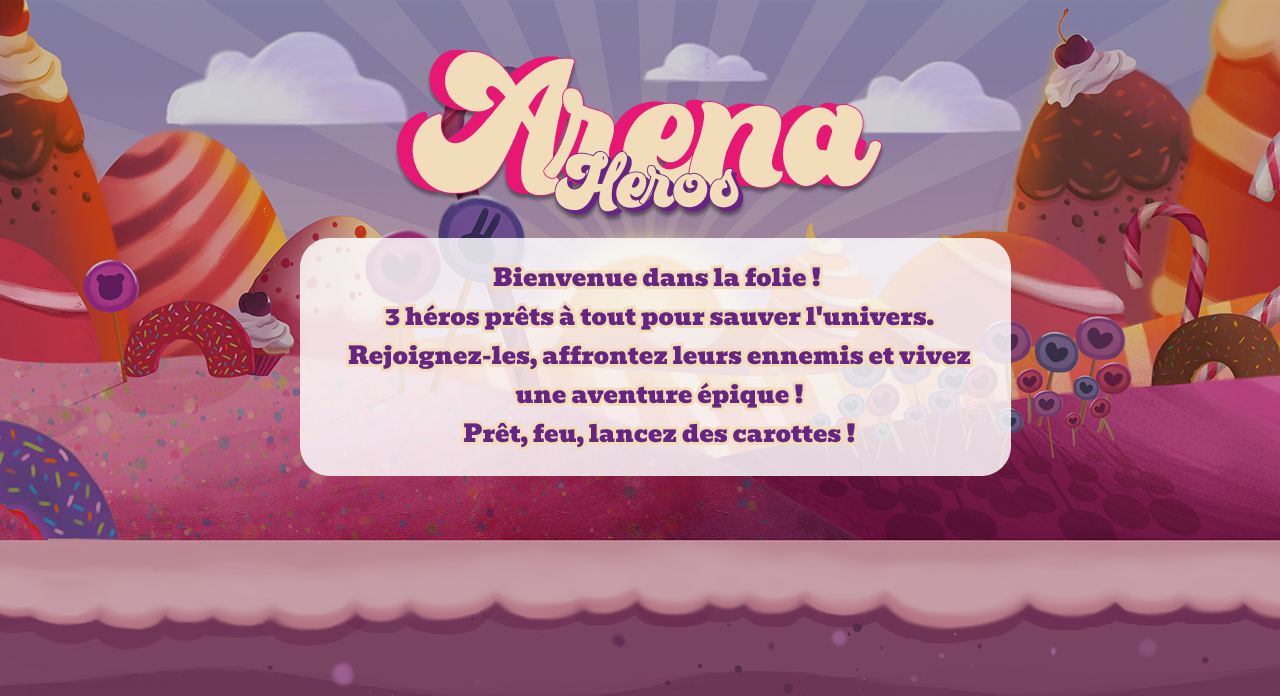 Arena
Heros
Bienvenue dans la folie !
3 héros prêts à tout pour sauver l'univers.
Rejoignez-les, affrontez leurs ennemis et vivez
une aventure épique !
Prêt, feu, lancez des carottes !